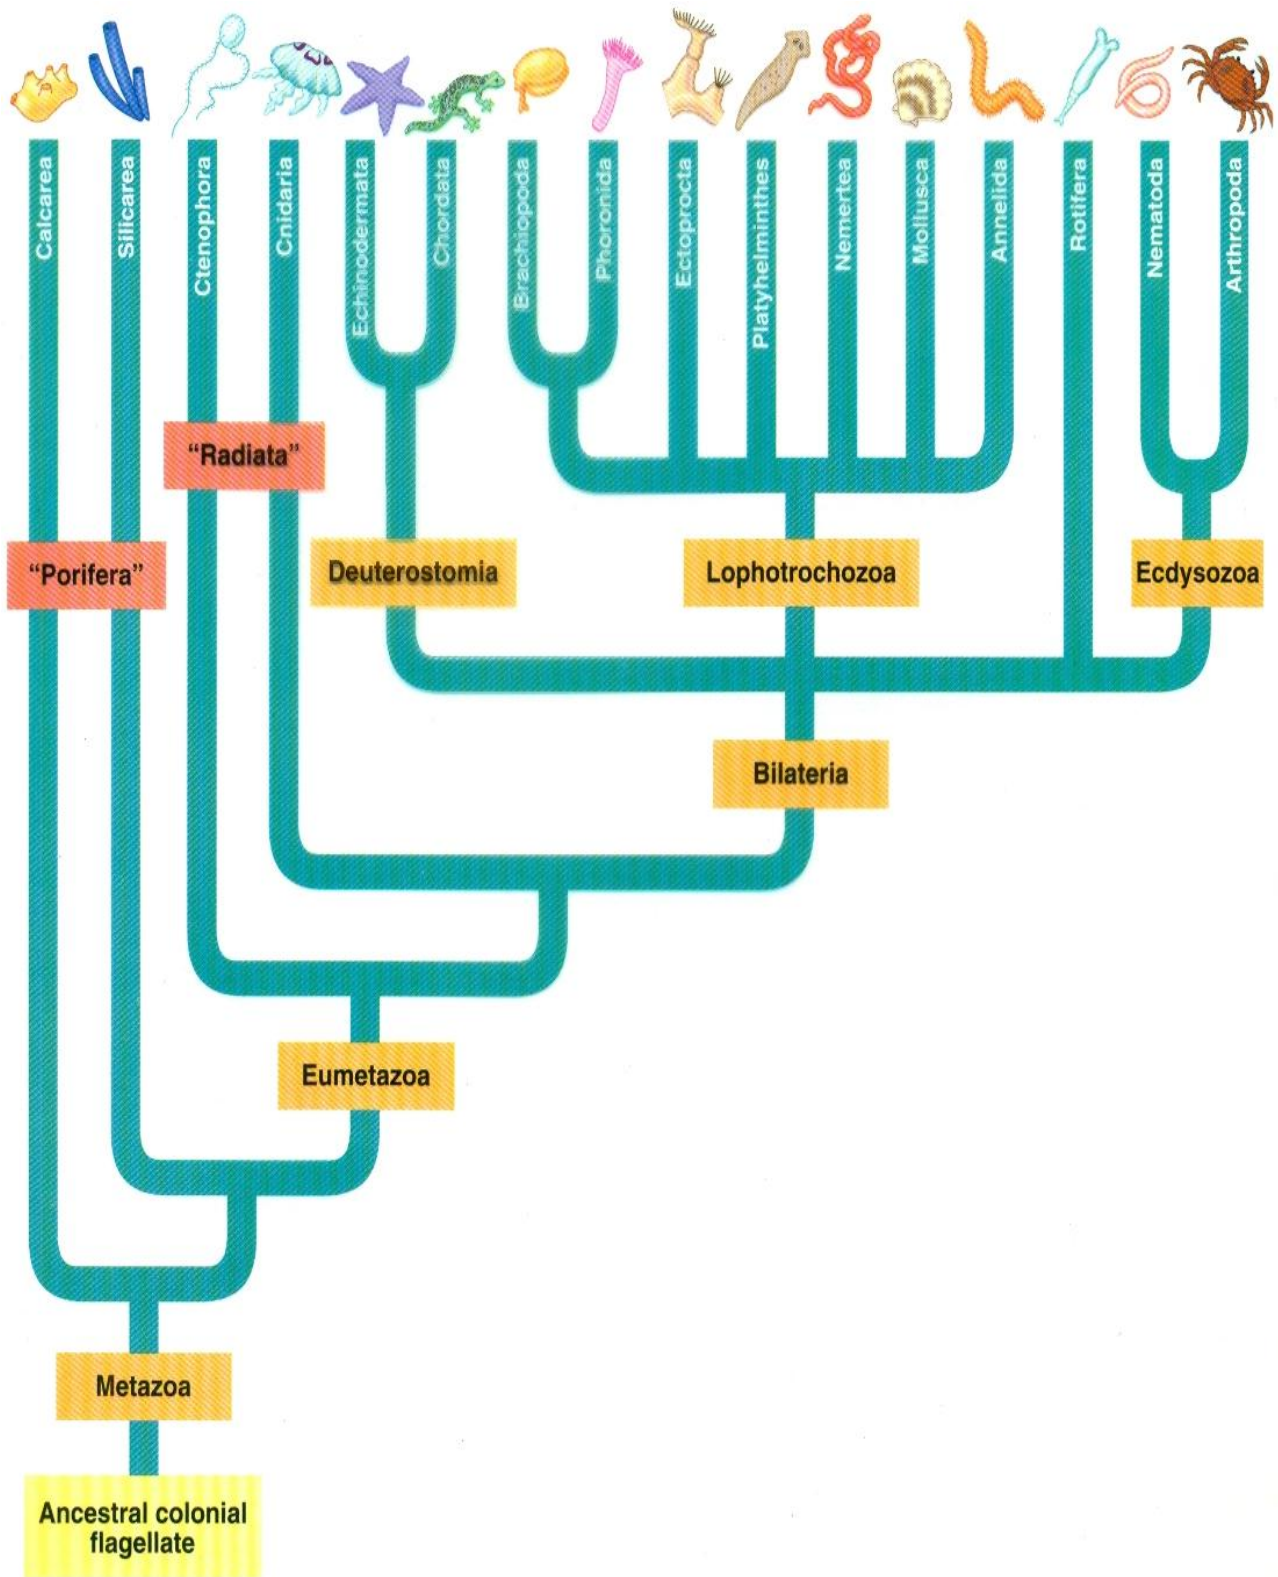 Calcarea
Silicarea
Ctenophora
Cnidaria
Echinodermata
Chordata
Brachiopoda
Phoronida
Ectoprocta
Platyhelminthes
Nemertea
Mollusca
Annelida
Rotifera
Nematoda
Arthropoda
“Radiata”
“Porifera”
Deuterostomia
Lophotrochozoa
Ecdysozoa
Bilateria
Eumetazoa
Metazoa
Ancestral colonial
flagellate